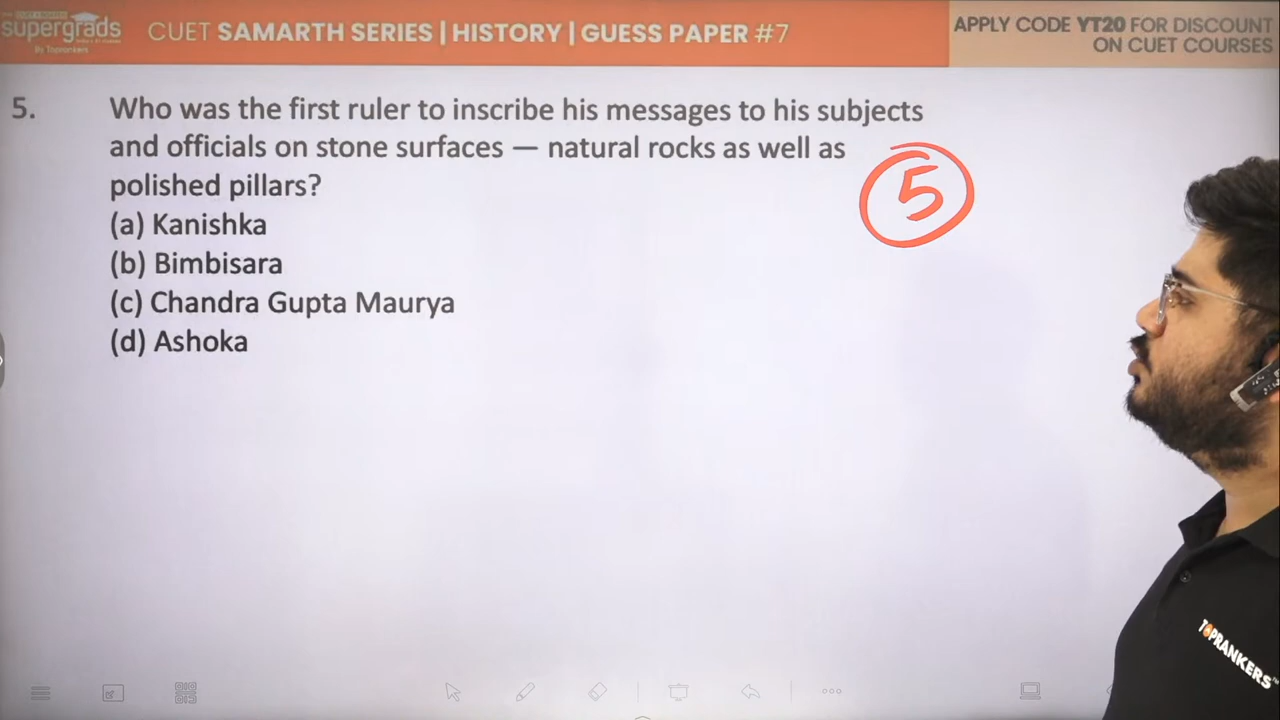 supergrads
By Toprankers
CUET SAMARTH SERIES | HISTORY | GUESS PAPER #7
APPLY CODE YT20 FOR DISCOUNT
ON CUET COURSES
5. Who was the first ruler to inscribe his messages to his subjects
and officials on stone surfaces — natural rocks as well as
polished pillars?
5
(a) Kanishka
(b) Bimbisara
(c) Chandra Gupta Maurya
(d) Ashoka
TOPRANKERS